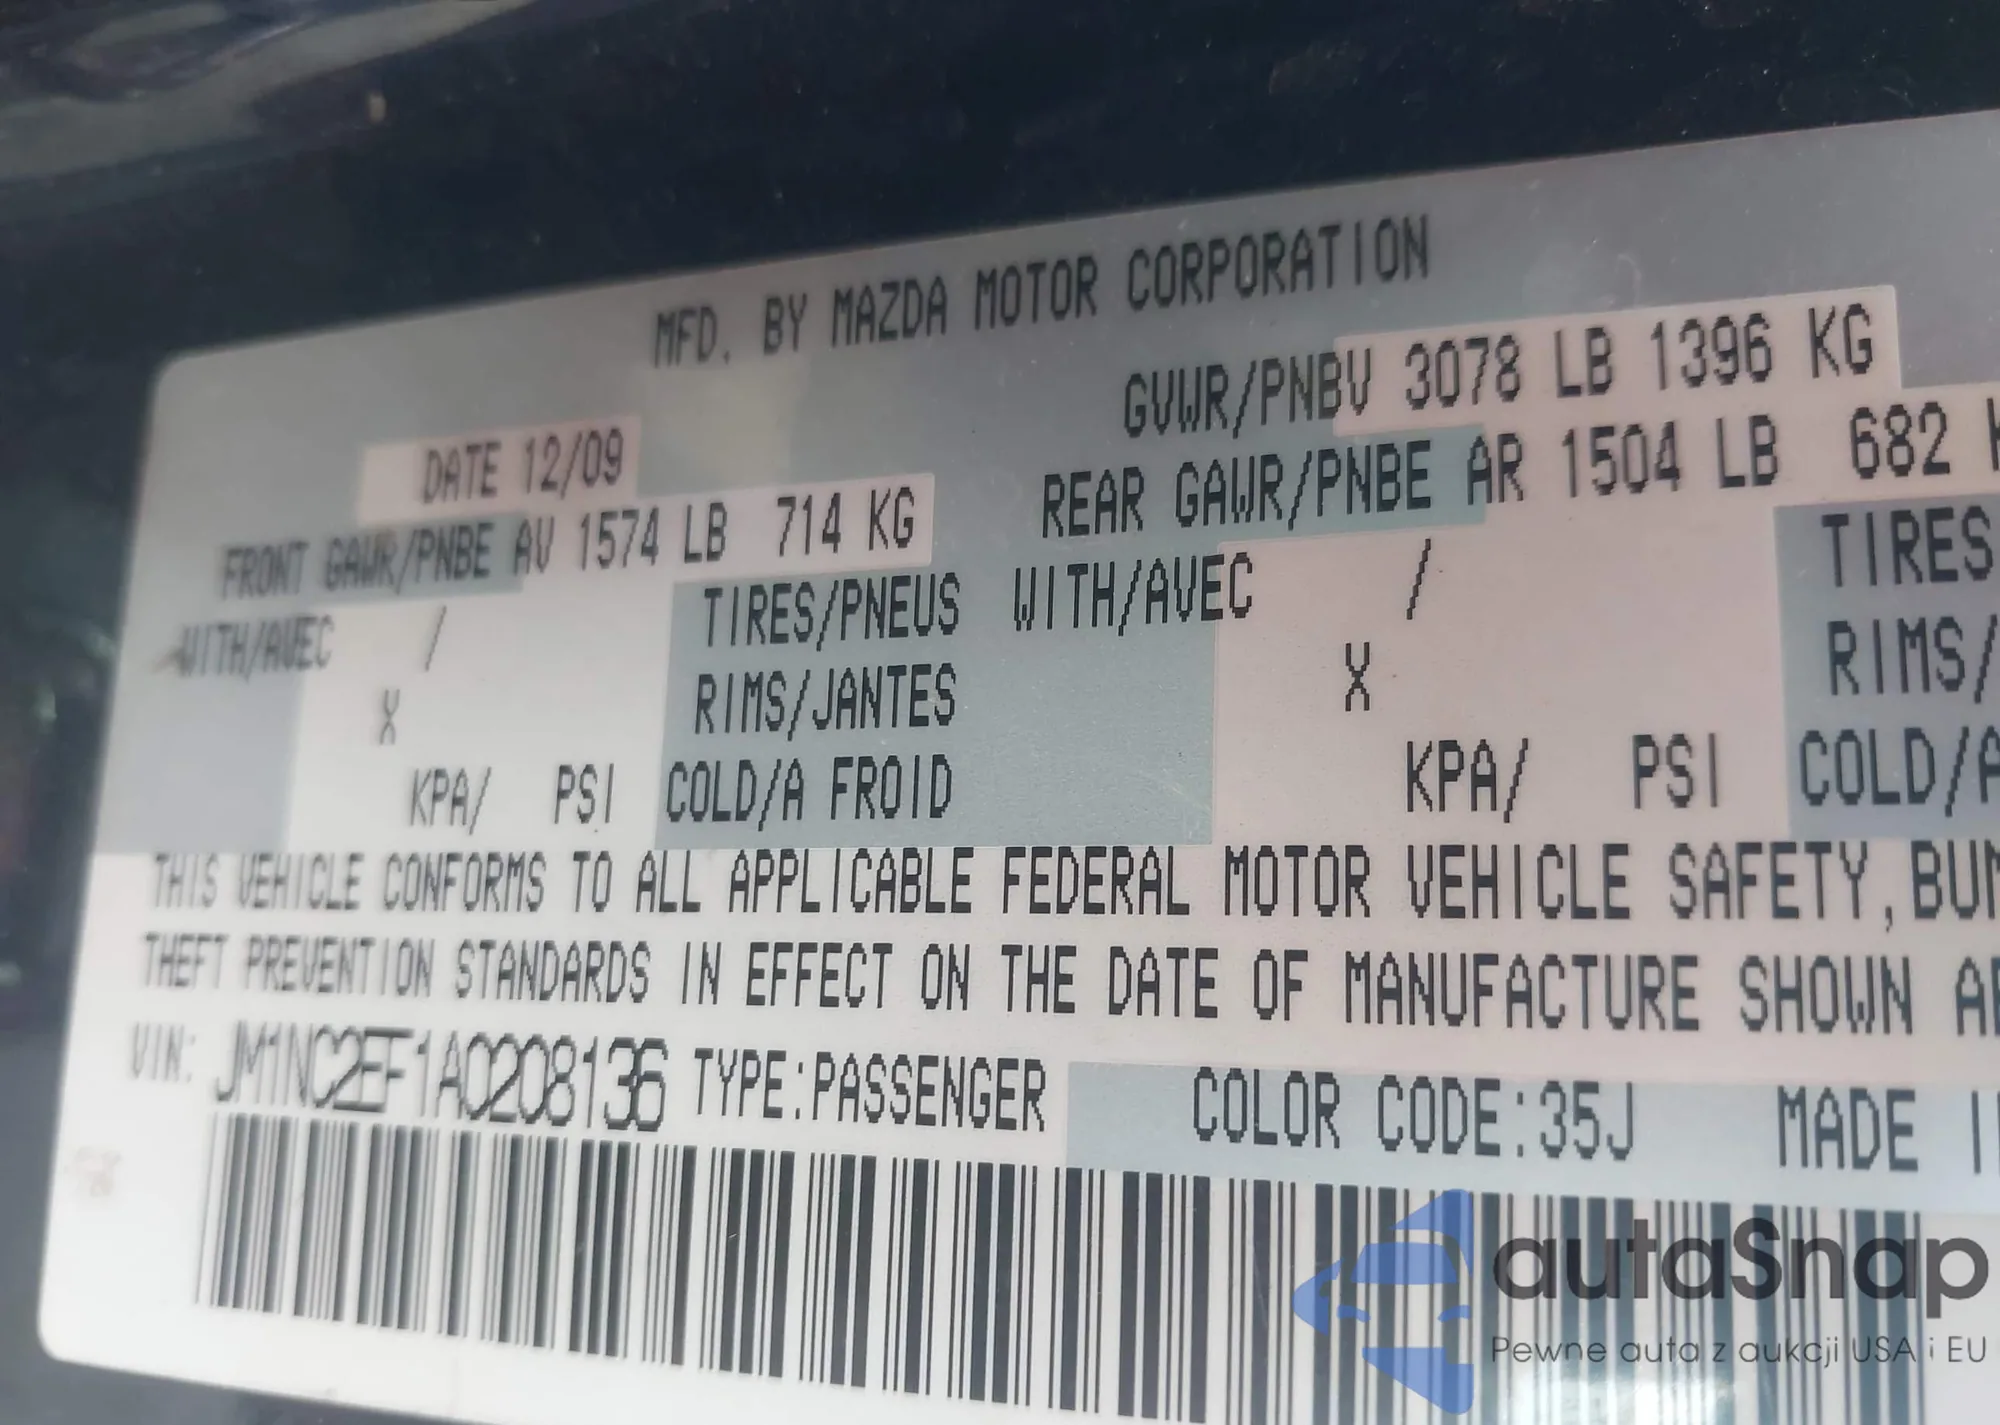 MFD. BY MAZDA MOTOR CORPORATION
DATE 12/09 GVWR/PNBV 3078 LB 1396 KG
FRONT GAWR/PNBE AV 1574 LB 714 KG REAR GAWR/PNBE AR 1504 LB 682 K
WITH/AVEC / TIRES/PNEUS WITH/AVEC / TIRES
X RIMS/JANTES X RIMS/
KPA/ PSI COLD/A FROID KPA/ PSI COLD/A
THIS VEHICLE CONFORMS TO ALL APPLICABLE FEDERAL MOTOR VEHICLE SAFETY, BUM
THEFT PREVENTION STANDARDS IN EFFECT ON THE DATE OF MANUFACTURE SHOWN AB
VIN: JM1NC2EF1A0208136 TYPE:PASSENGER COLOR CODE:35J MADE I
autaSnap
Pewne auta z aukcji USA i EU